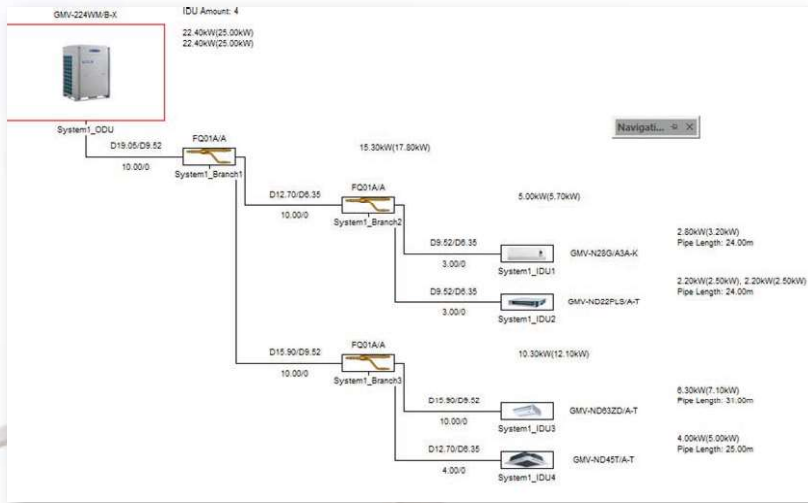 GMV-224WM/B-X
IDU Amount: 4
22.40kW(25.00kW)
22.40kW(25.00kW)
System1_ODU
D19.05/D9.52
10.00/0
FQ01A/A
System1_Branch1
15.30kW(17.80kW)
Navigati...
D12.70/D6.35
10.00/0
FQ01A/A
System1_Branch2
5.00kW(5.70kW)
D9.52/D6.35
3.00/0
System1_IDU1
GMV-N28G/A3A-K
2.80kW(3.20kW)
Pipe Length: 24.00m
D9.52/D6.35
3.00/0
System1_IDU2
GMV-ND22PLS/A-T
2.20kW(2.50kW), 2.20kW(2.50kW)
Pipe Length: 24.00m
D15.90/D9.52
10.00/0
FQ01A/A
System1_Branch3
10.30kW(12.10kW)
D15.90/D9.52
10.00/0
System1_IDU3
GMV-ND63ZD/A-T
6.30kW(7.10kW)
Pipe Length: 31.00m
D12.70/D6.35
4.00/0
System1_IDU4
GMV-ND45T/A-T
4.00kW(5.00kW)
Pipe Length: 25.00m